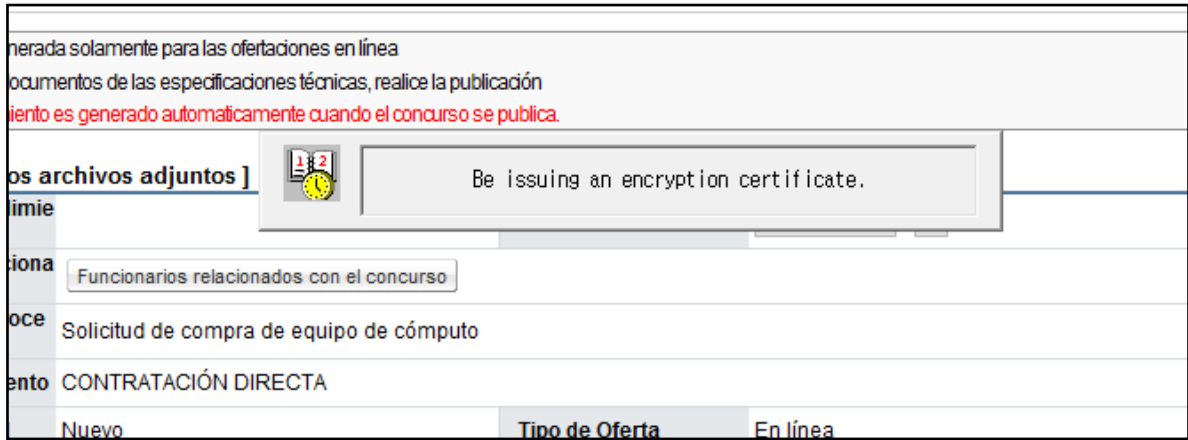 nerada solamente para las ofertaciones en línea
ocumentos de las especificaciones técnicas, realice la publicación
iento es generado automaticamente cuando el concurso se publica.
os archivos adjuntos ]
1 2
Be issuing an encryption certificate.
limie
ciona
Funcionarios relacionados con el concurso
oce
Solicitud de compra de equipo de cómputo
ento CONTRATACIÓN DIRECTA
Nuevo Tipo de Oferta En línea